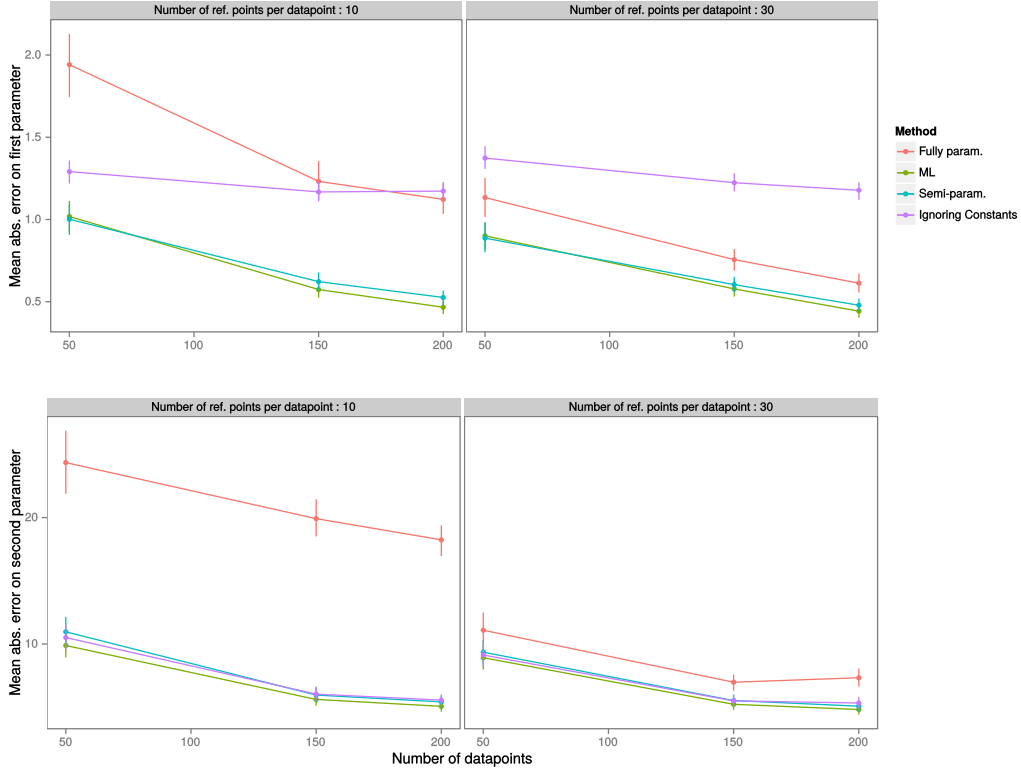 Number of ref. points per datapoint : 10
Number of ref. points per datapoint : 30
Mean abs. error on first parameter
2.0
1.5
1.0
0.5
50 100 150 200
50 100 150 200
Method
Fully param.
ML
Semi-param.
Ignoring Constants
Number of ref. points per datapoint : 10
Number of ref. points per datapoint : 30
Mean abs. error on second parameter
20
10
50 100 150 200
50 100 150 200
Number of datapoints